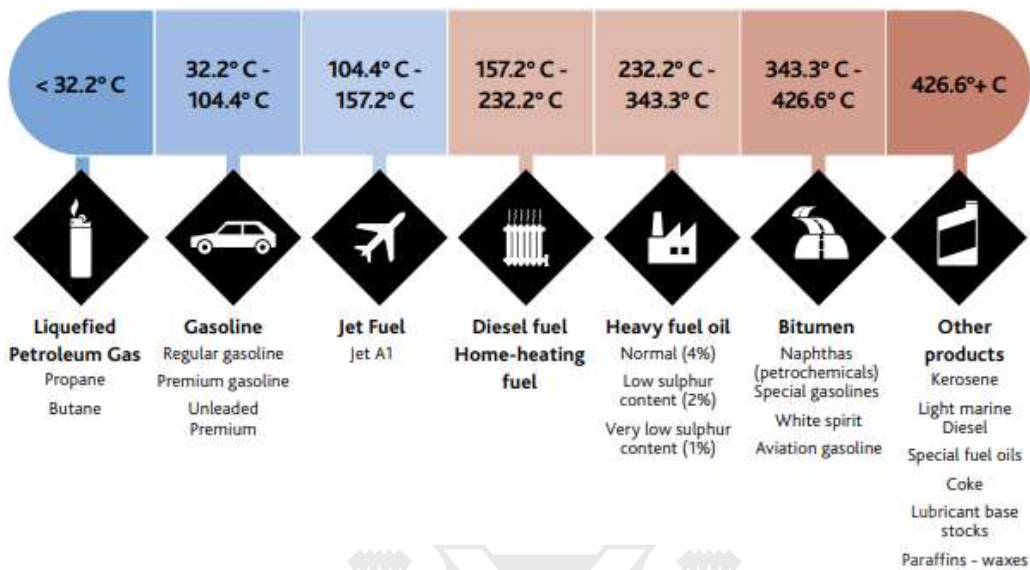 < 32.2° C
32.2° C -
104.4° C
104.4° C -
157.2° C
157.2° C -
232.2° C
232.2° C -
343.3° C
343.3° C -
426.6° C
426.6°+ C
Liquefied
Petroleum Gas
Propane
Butane
Gasoline
Regular gasoline
Premium gasoline
Unleaded
Premium
Jet Fuel
Jet A1
Diesel fuel
Home-heating
fuel
Heavy fuel oil
Normal (4%)
Low sulphur
content (2%)
Very low sulphur
content (1%)
Bitumen
Naphthas
(petrochemicals)
Special gasolines
White spirit
Aviation gasoline
Other
products
Kerosene
Light marine
Diesel
Special fuel oils
Coke
Lubricant base
stocks
Paraffins - waxes